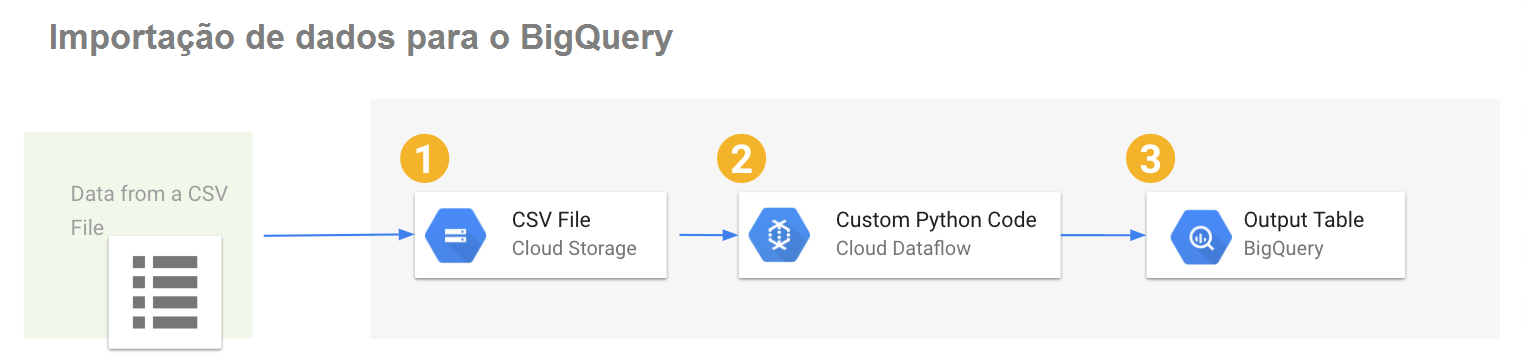 Importação de dados para o BigQuery
Data from a CSV
File
1
CSV File
Cloud Storage
2
Custom Python Code
Cloud Dataflow
3
Output Table
BigQuery